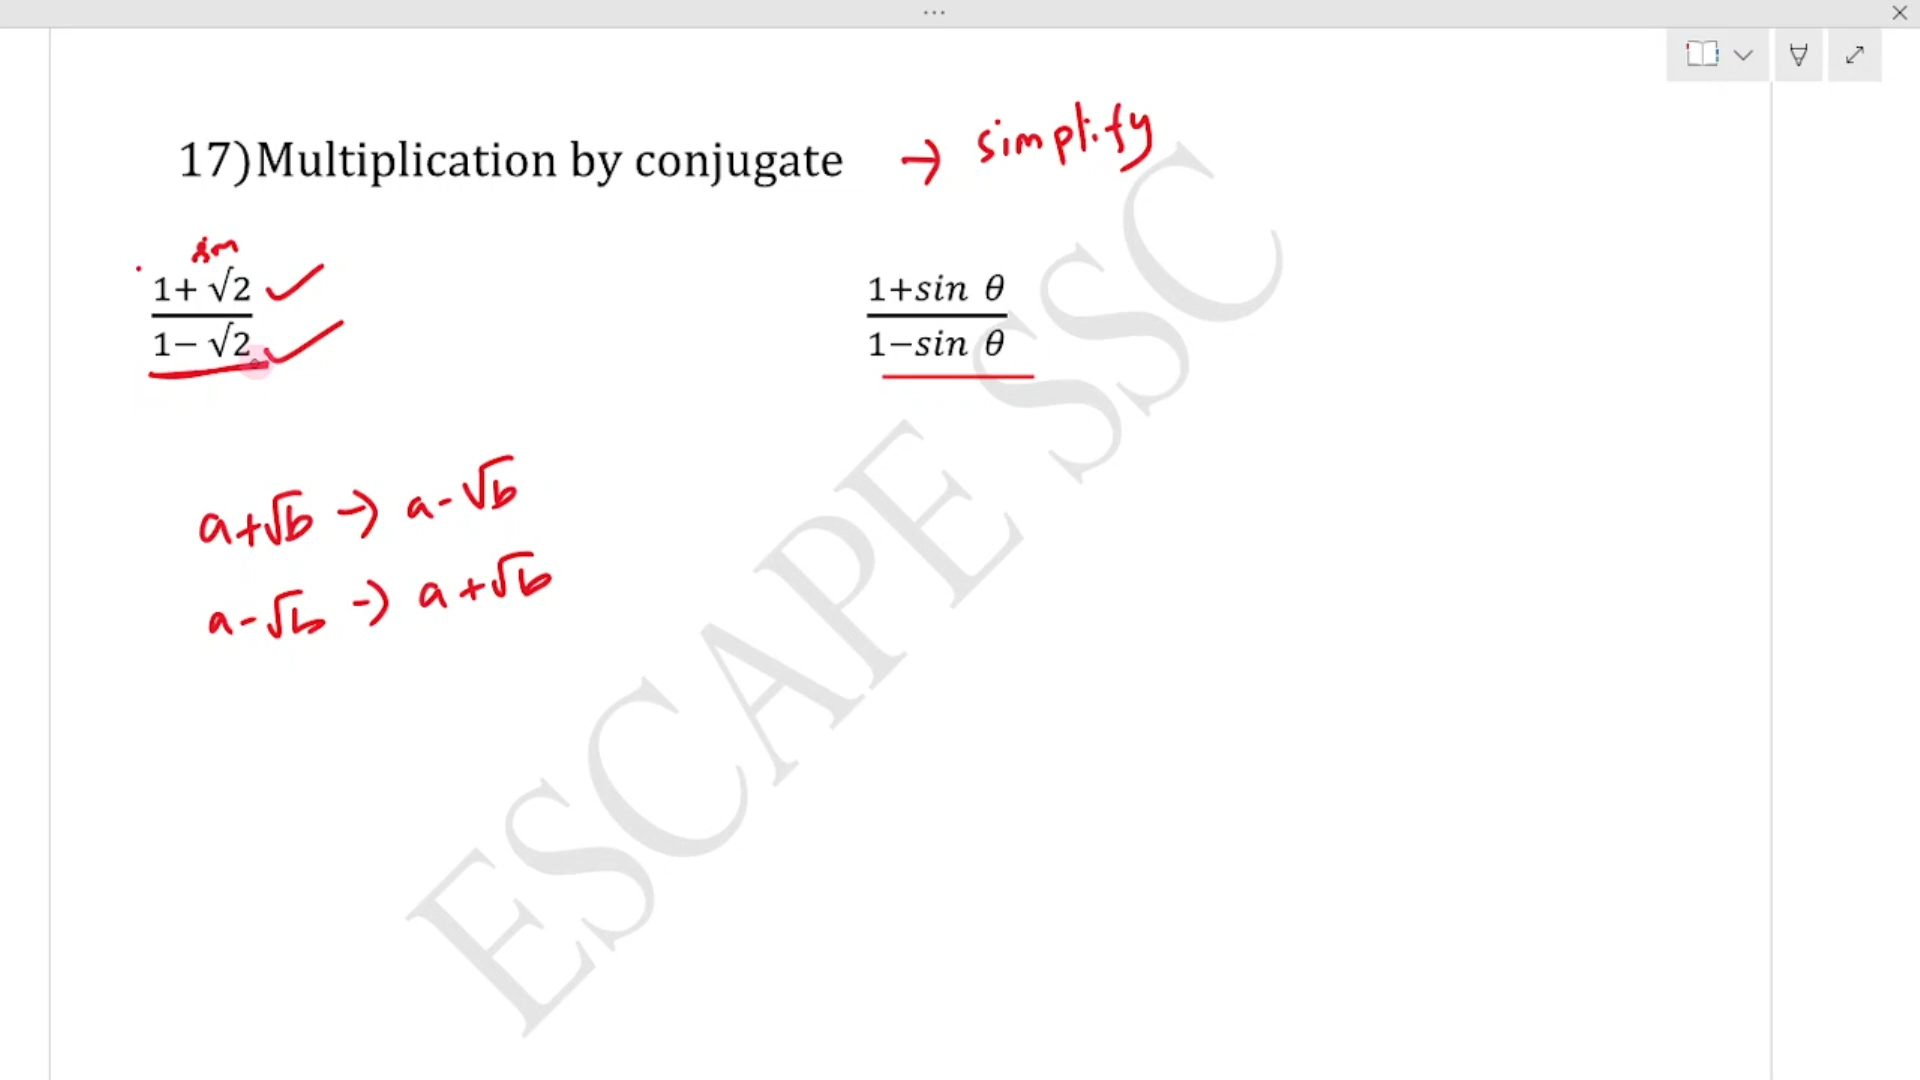 17)Multiplication by conjugate → simplify
1+ √2
1− √2
1+sin θ
1−sin θ
a+√b → a-√b
a-√b → a+√b
ESCAPE SSC